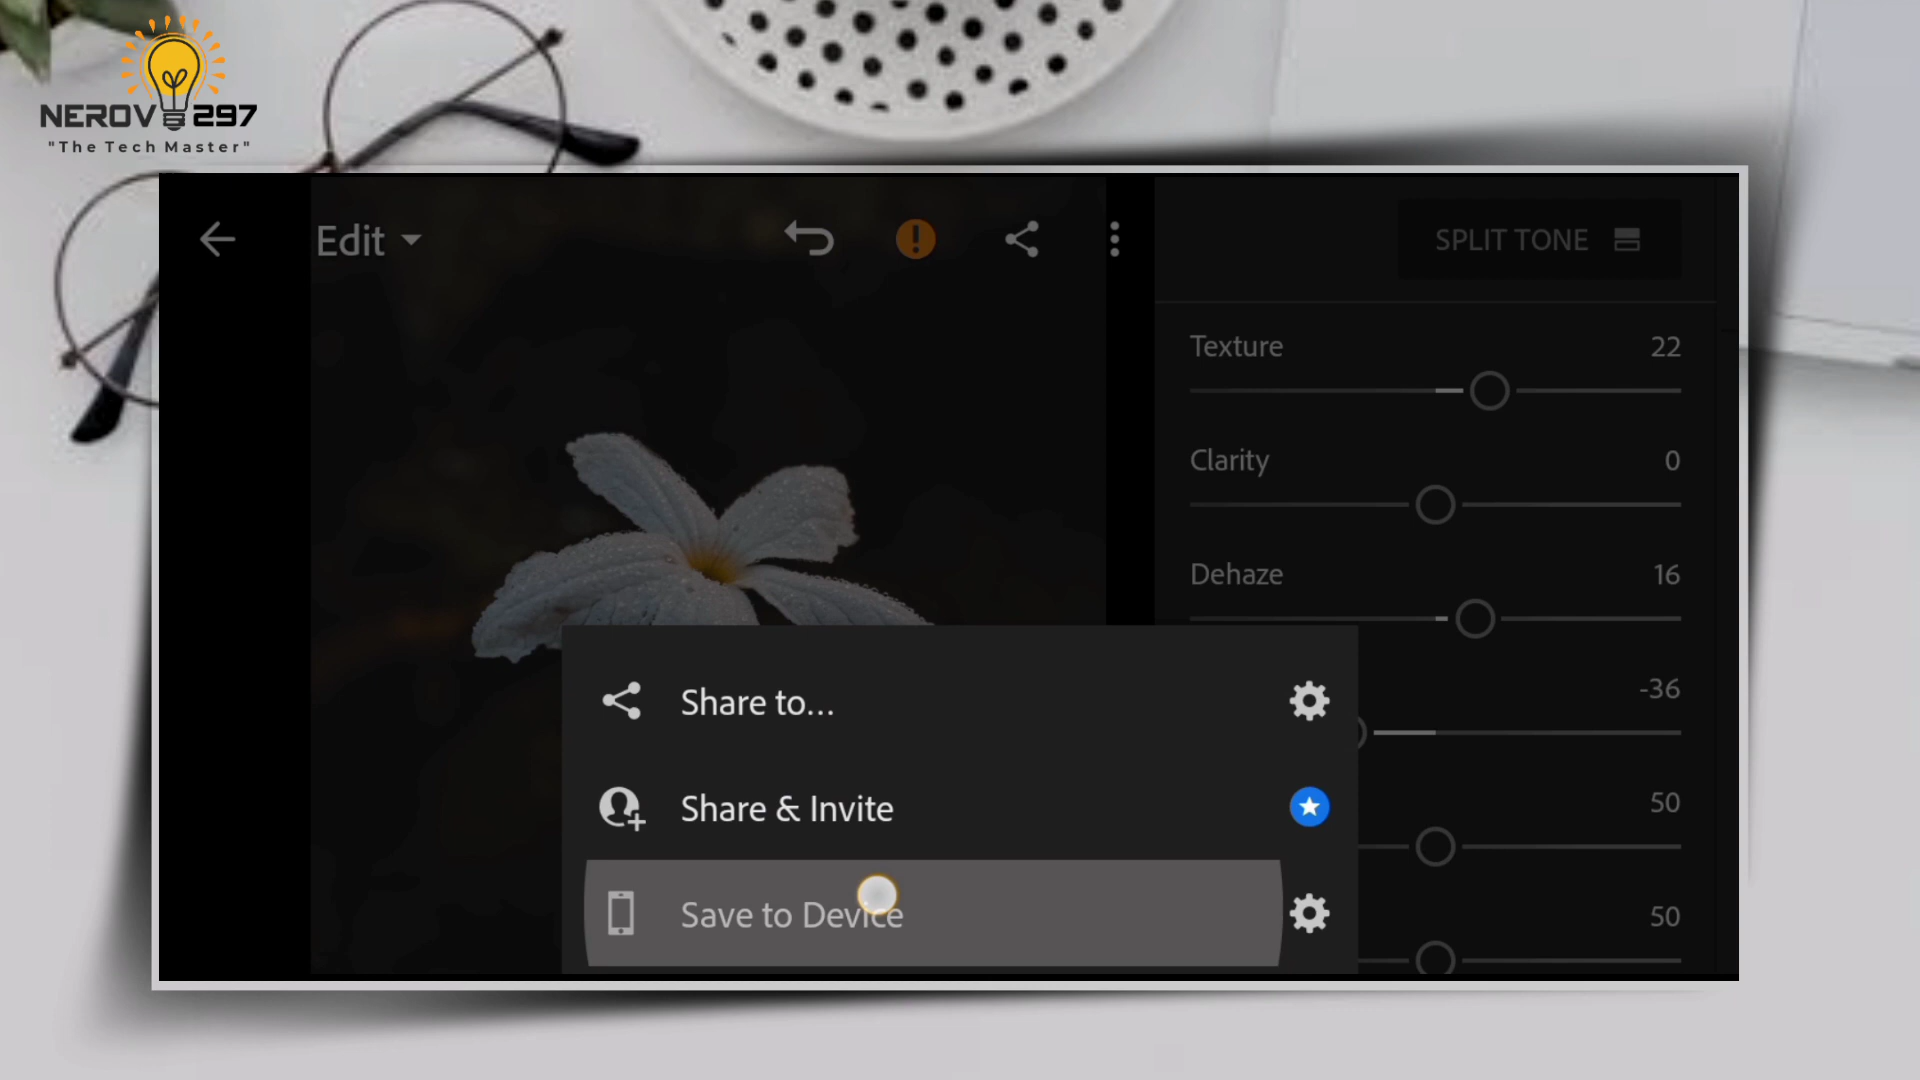 NEROV 297
"The Tech Master"
Edit
SPLIT TONE
Texture 22
Clarity 0
Dehaze 16
-36
50
50
Share to...
Share & Invite
Save to Device